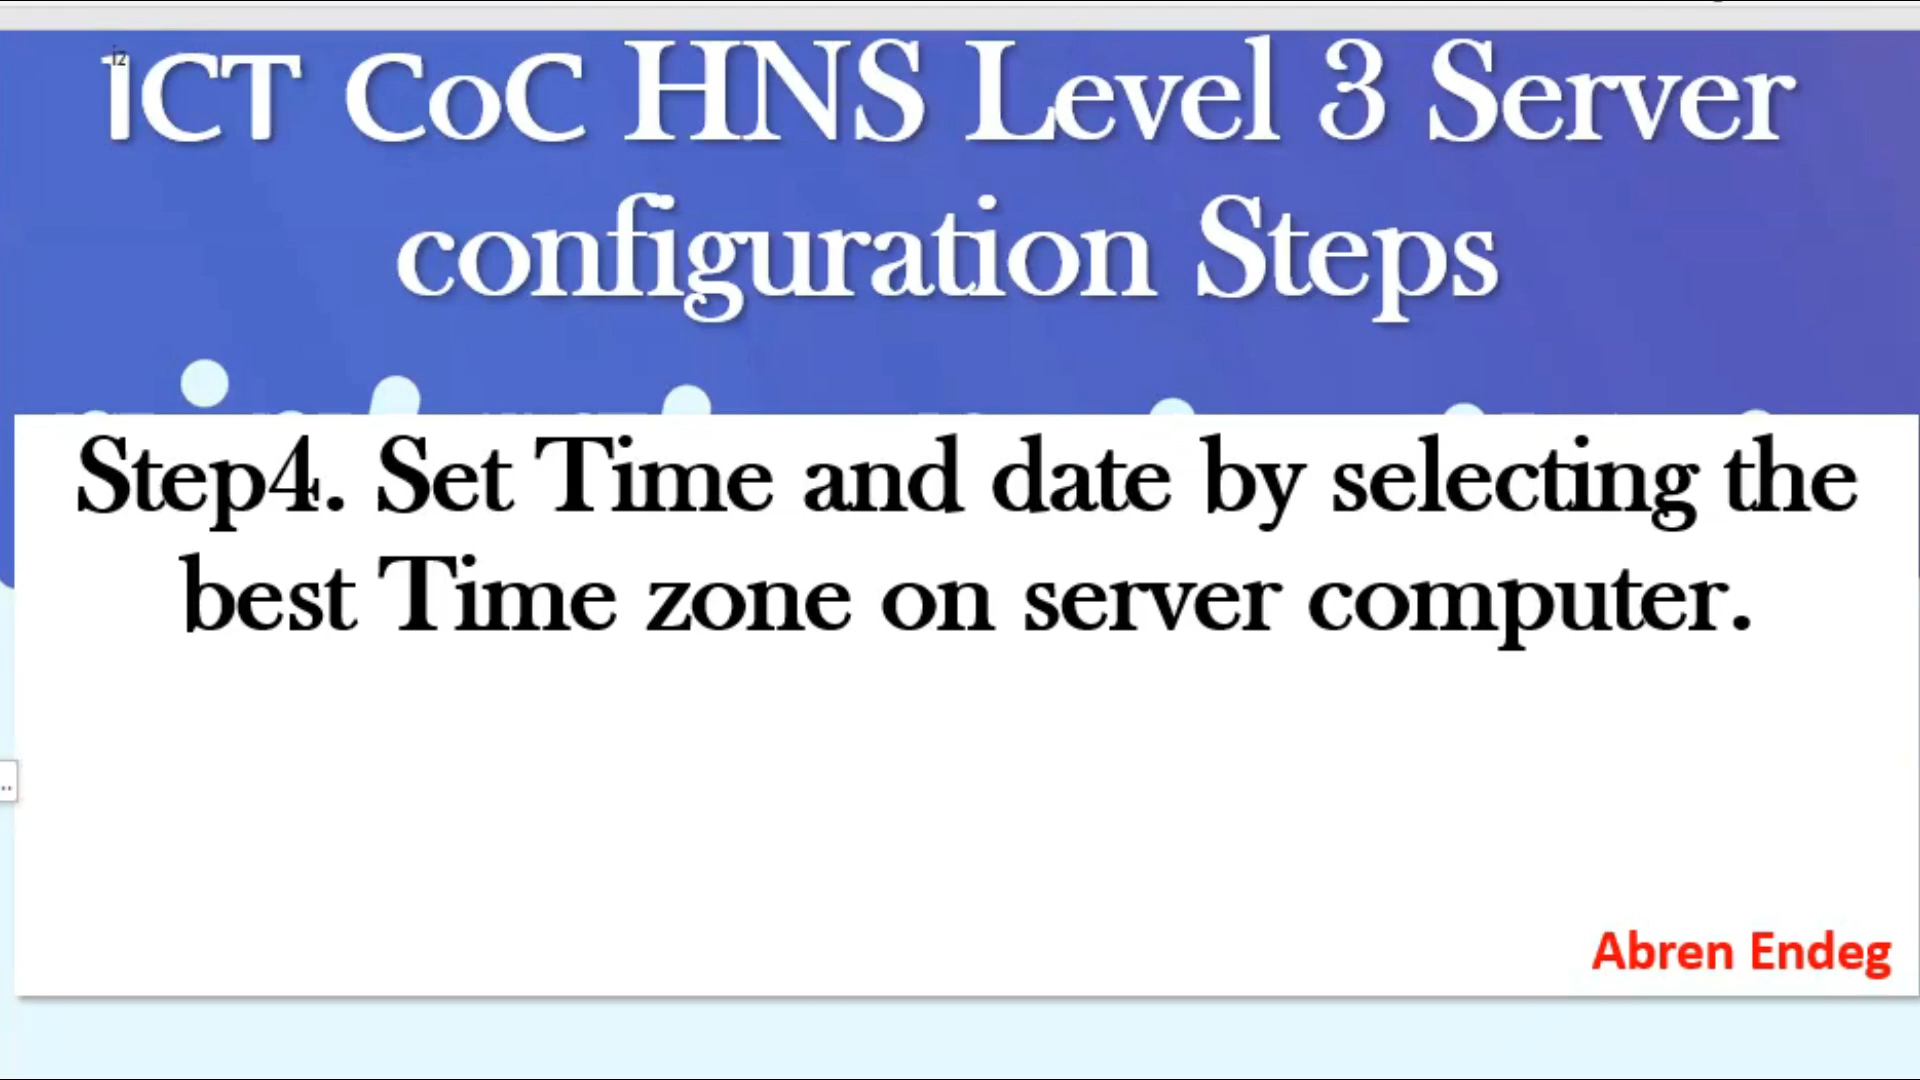 ICT CoC HNS Level 3 Server
configuration Steps
Step4. Set Time and date by selecting the
best Time zone on server computer.
Abren Endeg